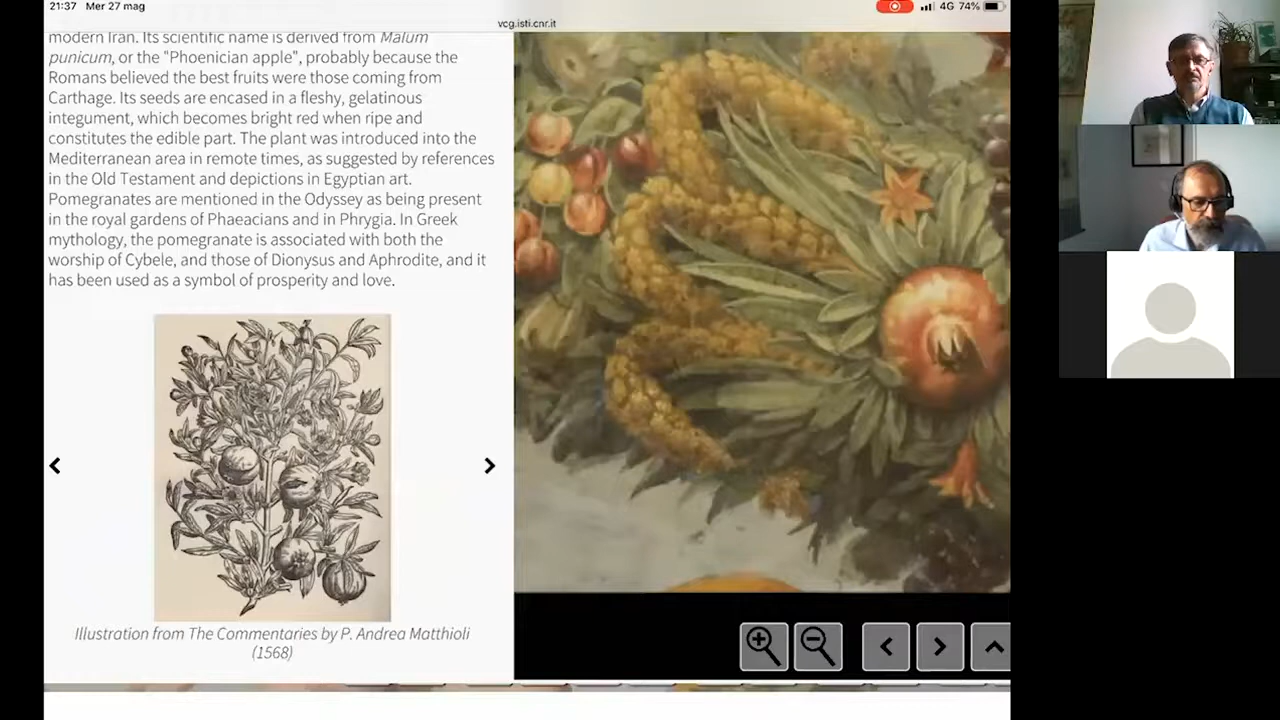 21:37 Mer 27 mag
4G 74%
vcg.isti.cnr.it
modern Iran. Its scientific name is derived from Malum
punicum, or the "Phoenician apple", probably because the
Romans believed the best fruits were those coming from
Carthage. Its seeds are encased in a fleshy, gelatinous
integument, which becomes bright red when ripe and
constitutes the edible part. The plant was introduced into the
Mediterranean area in remote times, as suggested by references
in the Old Testament and depictions in Egyptian art.
Pomegranates are mentioned in the Odyssey as being present
in the royal gardens of Phaeacians and in Phrygia. In Greek
mythology, the pomegranate is associated with both the
worship of Cybele, and those of Dionysus and Aphrodite, and it
has been used as a symbol of prosperity and love.
Illustration from The Commentaries by P. Andrea Matthioli
(1568)